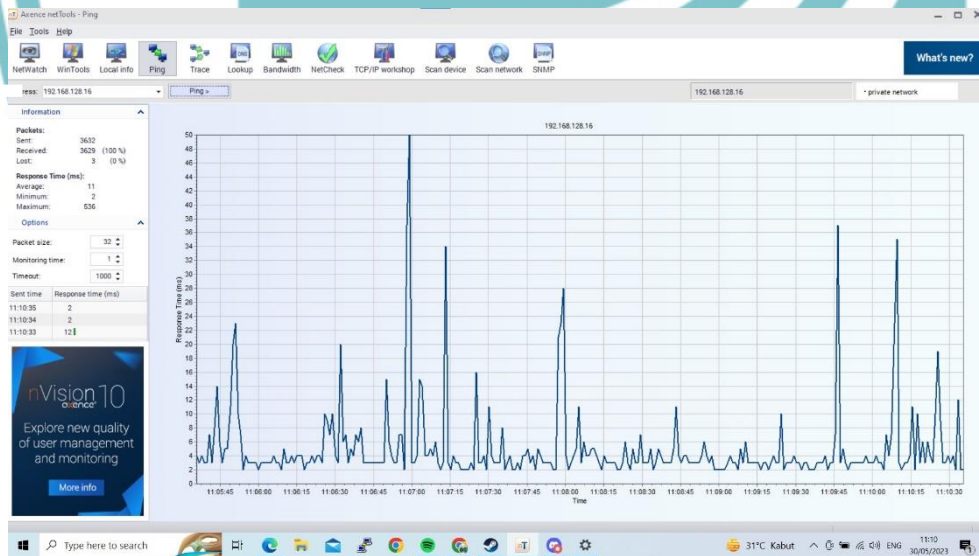 Axence netTools - Ping
File Tools Help
NetWatch WinTools Local info Ping Trace Lookup Bandwidth NetCheck TCP/IP workshop Scan device Scan network SNMP
What's new?
ress: 192.168.128.16
Ping >
192.168.128.16
private network
Information
Packets:
Sent: 3632
Received: 3629 (100 %)
Lost: 3 (0 %)
Response Time (ms):
Average: 11
Minimum: 2
Maximum: 636
Options
Packet size: 32
Monitoring time: 1
Timeout: 1000
Sent time Response time (ms)
11:10:35 2
11:10:34 2
11:10:33 12
nVision 10
axence
Explore new quality
of user management
and monitoring
More info
192.168.128.16
50
48
46
44
42
40
38
36
34
32
30
28
26
24
22
20
18
16
14
12
10
8
6
4
2
0
Response Time (ms)
11:05:45 11:06:00 11:06:15 11:06:30 11:06:45 11:07:00 11:07:15 11:07:30 11:07:45 11:08:00 11:08:15 11:08:30 11:08:45 11:09:00 11:09:15 11:09:30 11:09:45 11:10:00 11:10:15 11:10:30
Time
Type here to search
31°C Kabut
ENG
11:10
30/05/2023